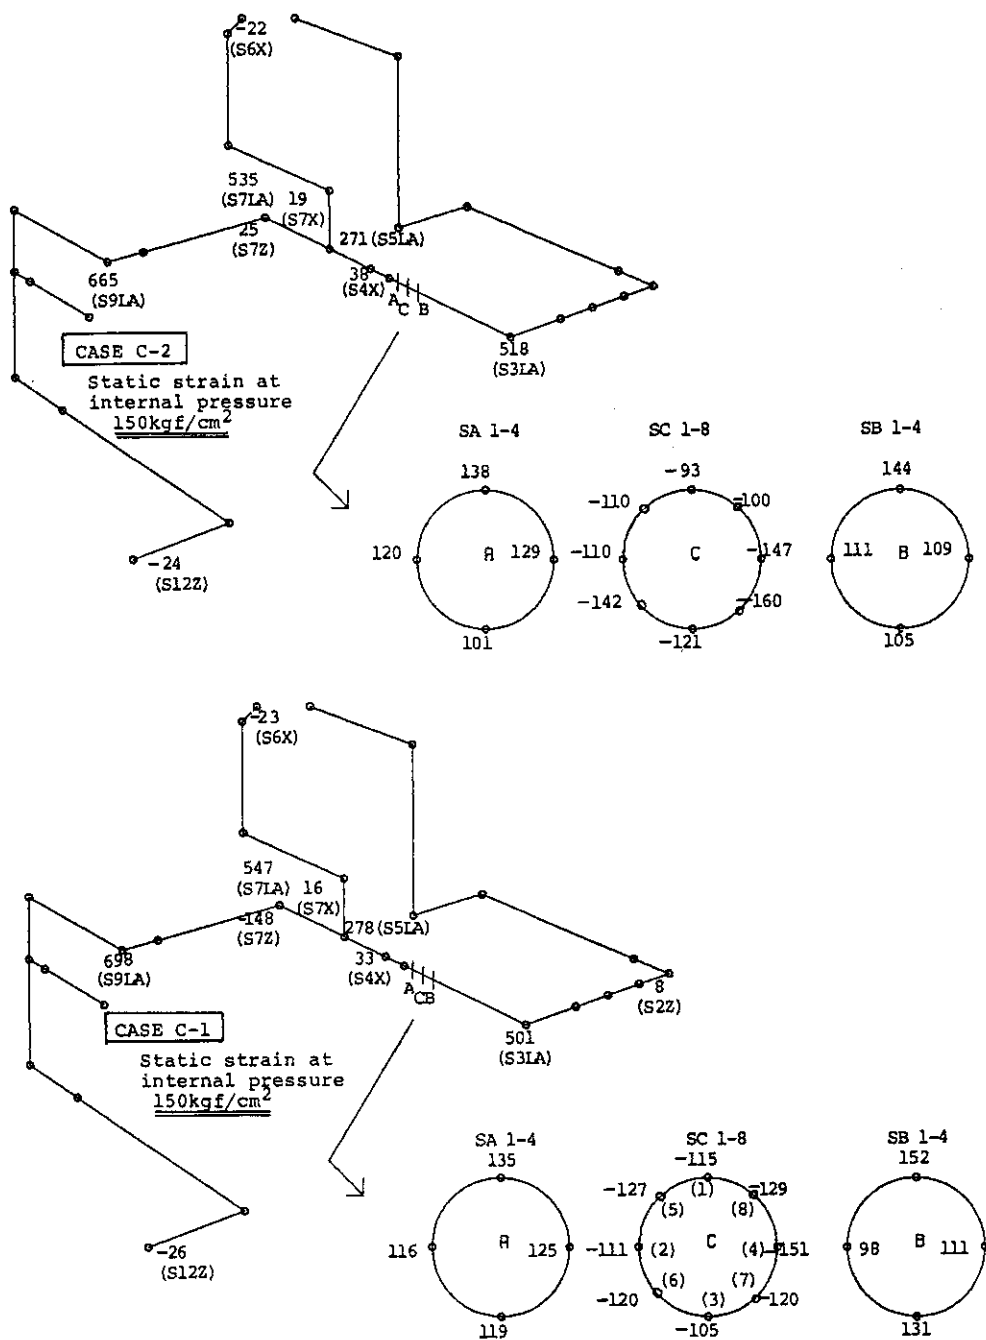 -22
(S6X)
535
(S7LA)
19
(S7X)
25
(S7Z)
271 (S5LA)
38
(S4X)
A C B
665
(S9LA)
518
(S3LA)
CASE C-2
Static strain at
internal pressure
150kgf/cm2
-24
(S12Z)
SA 1-4
138
120
A
129
101
SC 1-8
-93
-110
-100
-110
C
-147
-142
-160
-121
SB 1-4
144
111
B
109
105
-23
(S6X)
547
(S7LA)
16
(S7X)
-148
(S7Z)
278 (S5LA)
33
(S4X)
A C B
698
(S9LA)
8
(S2Z)
501
(S3LA)
CASE C-1
Static strain at
internal pressure
150kgf/cm2
-26
(S12Z)
SA 1-4
135
116
A
125
119
SC 1-8
-115
(1)
-127
(5)
-129
(8)
-111
(2)
C
(4)
-151
(6)
-120
(7)
-120
(3)
-105
SB 1-4
152
98
B
111
131